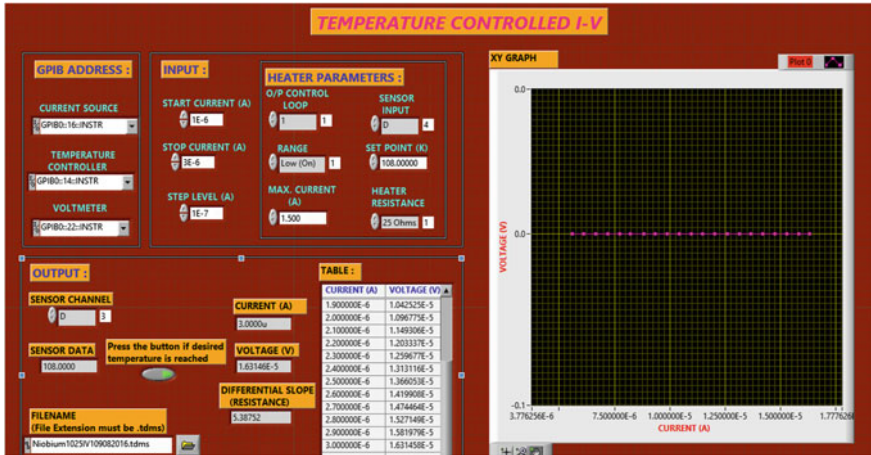 TEMPERATURE CONTROLLED I-V
GPIB ADDRESS :
CURRENT SOURCE
GPIB0::16::INSTR
TEMPERATURE
CONTROLLER
GPIB0::14::INSTR
VOLTMETER
GPIB0::22::INSTR
INPUT :
START CURRENT (A)
1E-6
STOP CURRENT (A)
3E-6
STEP LEVEL (A)
1E-7
HEATER PARAMETERS :
O/P CONTROL
LOOP
1 1
SENSOR
INPUT
D 4
RANGE
Low (On) 1
SET POINT (K)
108.00000
MAX. CURRENT
(A)
1.500
HEATER
RESISTANCE
25 Ohms 1
OUTPUT :
SENSOR CHANNEL
D 3
SENSOR DATA
108.0000
Press the button if desired
temperature is reached
FILENAME
(File Extension must be .tdms)
Niobium1025IV109082016.tdms
CURRENT (A)
3.0000u
VOLTAGE (V)
1.63146E-5
DIFFERENTIAL SLOPE
(RESISTANCE)
5.38752
TABLE :
CURRENT (A) VOLTAGE (V)
1.900000E-6 1.042525E-5
2.000000E-6 1.096775E-5
2.100000E-6 1.149306E-5
2.200000E-6 1.203337E-5
2.300000E-6 1.259677E-5
2.400000E-6 1.313116E-5
2.500000E-6 1.366053E-5
2.600000E-6 1.419908E-5
2.700000E-6 1.474464E-5
2.800000E-6 1.527149E-5
2.900000E-6 1.581979E-5
3.000000E-6 1.631458E-5
XY GRAPH
Plot 0
0.0-
0.0-
-0.1-
VOLTAGE (V)
3.776256E-6 7.5000E-6 1.0000E-5 1.2500E-5 1.5000E-5 1.77762
CURRENT (A)